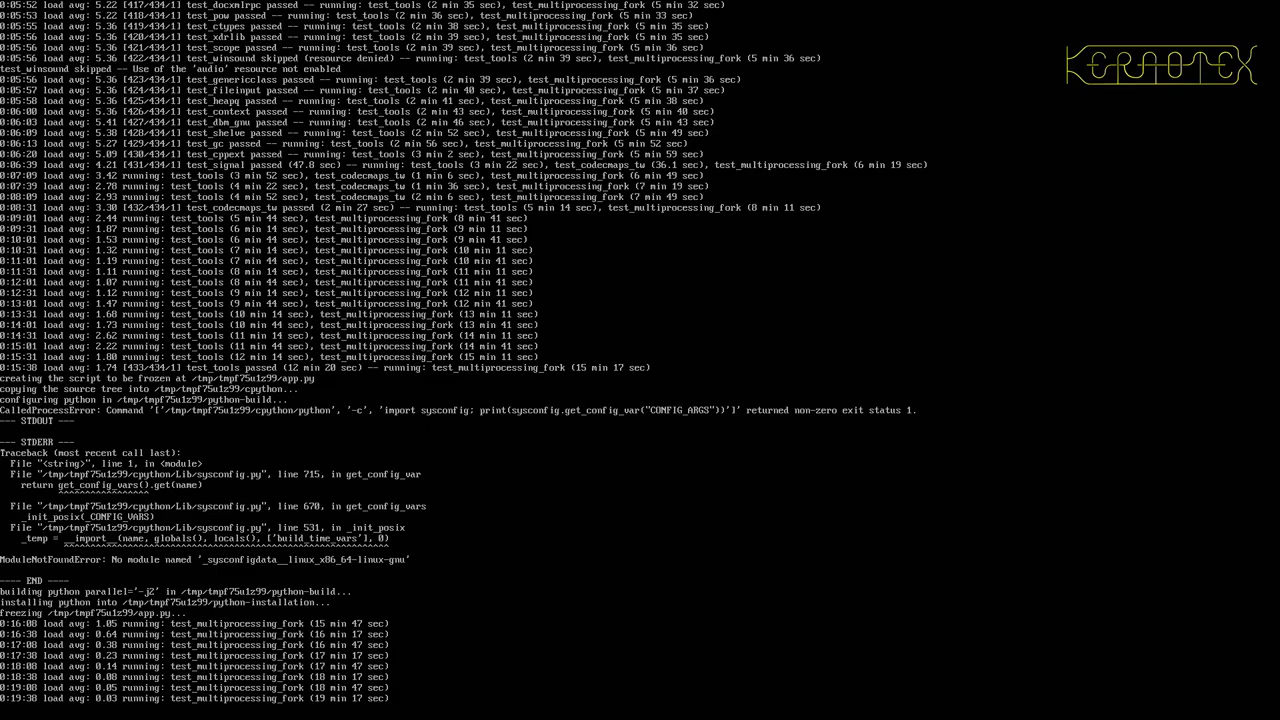 0:05:52 load avg: 5.22 [417/434/1] test_docxmlrpc passed -- running: test_tools (2 min 35 sec), test_multiprocessing_fork (5 min 32 sec)
0:05:53 load avg: 5.22 [418/434/1] test_pow passed -- running: test_tools (2 min 36 sec), test_multiprocessing_fork (5 min 33 sec)
0:05:55 load avg: 5.36 [419/434/1] test_ctypes passed -- running: test_tools (2 min 38 sec), test_multiprocessing_fork (5 min 35 sec)
0:05:56 load avg: 5.36 [420/434/1] test_xdrlib passed -- running: test_tools (2 min 39 sec), test_multiprocessing_fork (5 min 35 sec)
0:05:56 load avg: 5.36 [421/434/1] test_scope passed -- running: test_tools (2 min 39 sec), test_multiprocessing_fork (5 min 36 sec)
0:05:56 load avg: 5.36 [422/434/1] test_winsound skipped (resource denied) -- running: test_tools (2 min 39 sec), test_multiprocessing_fork (5 min 36 sec)
test_winsound skipped -- Use of the 'audio' resource not enabled
0:05:56 load avg: 5.36 [423/434/1] test_genericclass passed -- running: test_tools (2 min 39 sec), test_multiprocessing_fork (5 min 36 sec)
0:05:57 load avg: 5.36 [424/434/1] test_fileinput passed -- running: test_tools (2 min 40 sec), test_multiprocessing_fork (5 min 37 sec)
0:05:58 load avg: 5.36 [425/434/1] test_heapq passed -- running: test_tools (2 min 41 sec), test_multiprocessing_fork (5 min 38 sec)
0:06:00 load avg: 5.36 [426/434/1] test_context passed -- running: test_tools (2 min 43 sec), test_multiprocessing_fork (5 min 40 sec)
0:06:03 load avg: 5.41 [427/434/1] test_dbm_gnu passed -- running: test_tools (2 min 46 sec), test_multiprocessing_fork (5 min 43 sec)
0:06:09 load avg: 5.38 [428/434/1] test_shelve passed -- running: test_tools (2 min 52 sec), test_multiprocessing_fork (5 min 49 sec)
0:06:13 load avg: 5.27 [429/434/1] test_gc passed -- running: test_tools (2 min 56 sec), test_multiprocessing_fork (5 min 52 sec)
0:06:20 load avg: 5.09 [430/434/1] test_cppext passed -- running: test_tools (3 min 2 sec), test_multiprocessing_fork (5 min 59 sec)
0:06:39 load avg: 4.21 [431/434/1] test_signal passed (47.8 sec) -- running: test_tools (3 min 22 sec), test_codecmaps_tw (36.1 sec), test_multiprocessing_fork (6 min 19 sec)
0:07:09 load avg: 3.42 running: test_tools (3 min 52 sec), test_codecmaps_tw (1 min 6 sec), test_multiprocessing_fork (6 min 49 sec)
0:07:39 load avg: 2.78 running: test_tools (4 min 22 sec), test_codecmaps_tw (1 min 36 sec), test_multiprocessing_fork (7 min 19 sec)
0:08:09 load avg: 2.93 running: test_tools (4 min 52 sec), test_codecmaps_tw (2 min 6 sec), test_multiprocessing_fork (7 min 49 sec)
0:08:31 load avg: 3.30 [432/434/1] test_codecmaps_tw passed (2 min 27 sec) -- running: test_tools (5 min 14 sec), test_multiprocessing_fork (8 min 11 sec)
0:09:01 load avg: 2.44 running: test_tools (5 min 44 sec), test_multiprocessing_fork (8 min 41 sec)
0:09:31 load avg: 1.87 running: test_tools (6 min 14 sec), test_multiprocessing_fork (9 min 11 sec)
0:10:01 load avg: 1.53 running: test_tools (6 min 44 sec), test_multiprocessing_fork (9 min 41 sec)
0:10:31 load avg: 1.32 running: test_tools (7 min 14 sec), test_multiprocessing_fork (10 min 11 sec)
0:11:01 load avg: 1.19 running: test_tools (7 min 44 sec), test_multiprocessing_fork (10 min 41 sec)
0:11:31 load avg: 1.11 running: test_tools (8 min 14 sec), test_multiprocessing_fork (11 min 11 sec)
0:12:01 load avg: 1.07 running: test_tools (8 min 44 sec), test_multiprocessing_fork (11 min 41 sec)
0:12:31 load avg: 1.12 running: test_tools (9 min 14 sec), test_multiprocessing_fork (12 min 11 sec)
0:13:01 load avg: 1.47 running: test_tools (9 min 44 sec), test_multiprocessing_fork (12 min 41 sec)
0:13:31 load avg: 1.68 running: test_tools (10 min 14 sec), test_multiprocessing_fork (13 min 11 sec)
0:14:01 load avg: 1.73 running: test_tools (10 min 44 sec), test_multiprocessing_fork (13 min 41 sec)
0:14:31 load avg: 2.62 running: test_tools (11 min 14 sec), test_multiprocessing_fork (14 min 11 sec)
0:15:01 load avg: 2.22 running: test_tools (11 min 44 sec), test_multiprocessing_fork (14 min 41 sec)
0:15:31 load avg: 1.80 running: test_tools (12 min 14 sec), test_multiprocessing_fork (15 min 11 sec)
0:15:38 load avg: 1.74 [433/434/1] test_tools passed (12 min 20 sec) -- running: test_multiprocessing_fork (15 min 17 sec)
creating the script to be frozen at /tmp/tmpf75u1z99/app.py
copying the source tree into /tmp/tmpf75u1z99/cpython...
configuring python in /tmp/tmpf75u1z99/python-build...
CalledProcessError: Command '['/tmp/tmpf75u1z99/cpython/python', '-c', 'import sysconfig; print(sysconfig.get_config_var("CONFIG_ARGS"))']' returned non-zero exit status 1.
--- STDOUT ---
--- STDERR ---
Traceback (most recent call last):
File "<string>", line 1, in <module>
File "/tmp/tmpf75u1z99/cpython/Lib/sysconfig.py", line 715, in get_config_var
return get_config_vars().get(name)
^^^^^^^^^^^^^^^^^
File "/tmp/tmpf75u1z99/cpython/Lib/sysconfig.py", line 670, in get_config_vars
_init_posix(_CONFIG_VARS)
File "/tmp/tmpf75u1z99/cpython/Lib/sysconfig.py", line 531, in _init_posix
_temp = __import__(name, globals(), locals(), ['build_time_vars'], 0)
^^^^^^^^^^^^^^^^^^^^^^^^^^^^^^^^^^^^^^^^^^^^^^^^^^^^^^^^^^^^^
ModuleNotFoundError: No module named '_sysconfigdata__linux_x86_64-linux-gnu'
---- END ----
building python parallel='-j2' in /tmp/tmpf75u1z99/python-build...
installing python into /tmp/tmpf75u1z99/python-installation...
freezing /tmp/tmpf75u1z99/app.py...
0:16:08 load avg: 1.05 running: test_multiprocessing_fork (15 min 47 sec)
0:16:38 load avg: 0.64 running: test_multiprocessing_fork (16 min 17 sec)
0:17:08 load avg: 0.38 running: test_multiprocessing_fork (16 min 47 sec)
0:17:38 load avg: 0.23 running: test_multiprocessing_fork (17 min 17 sec)
0:18:08 load avg: 0.14 running: test_multiprocessing_fork (17 min 47 sec)
0:18:38 load avg: 0.08 running: test_multiprocessing_fork (18 min 17 sec)
0:19:08 load avg: 0.05 running: test_multiprocessing_fork (18 min 47 sec)
0:19:38 load avg: 0.03 running: test_multiprocessing_fork (19 min 17 sec)